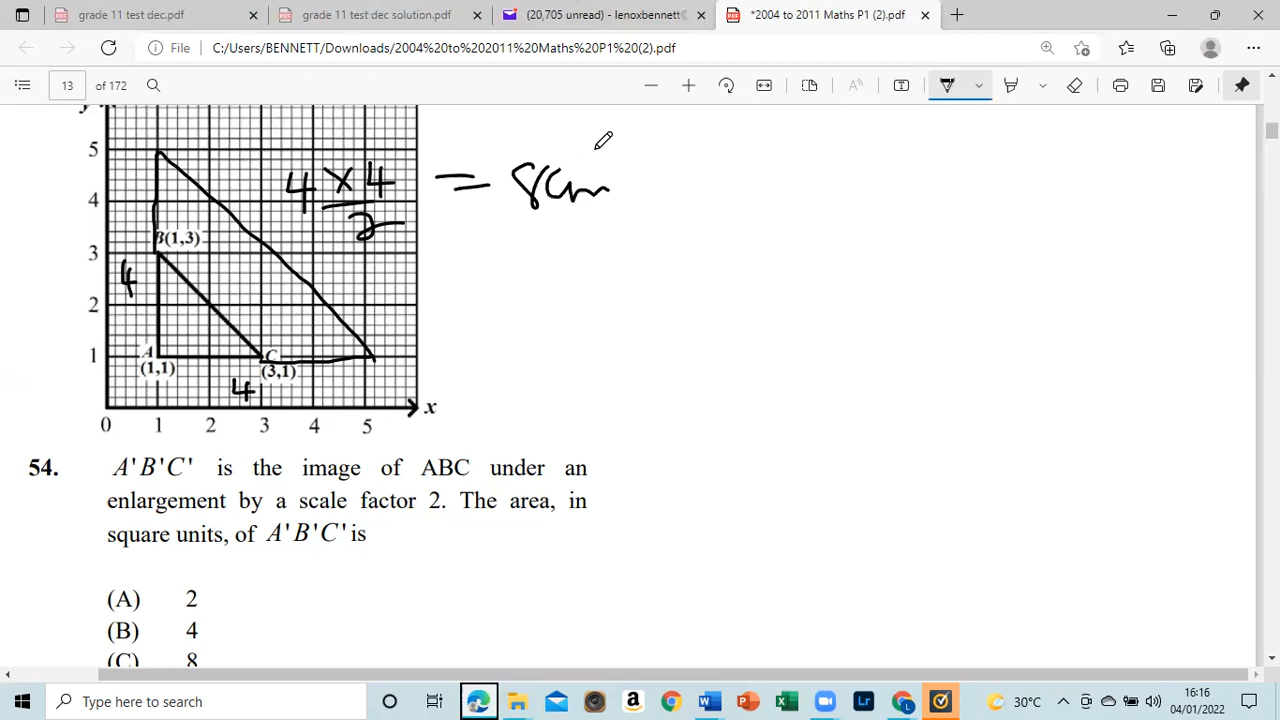 grade 11 test dec.pdf
grade 11 test dec solution.pdf
(20,705 unread) - lenoxbennett
*2004 to 2011 Maths P1 (2).pdf
File
C:/Users/BENNETT/Downloads/2004%20to%202011%20Maths%20P1%20(2).pdf
13 of 172
5
4
3
2
1
B(1,3)
4
A
(1,1)
C
(3,1)
4
4 × 4
2
= 8cm
x
0 1 2 3 4 5
54. A'B'C' is the image of ABC under an
enlargement by a scale factor 2. The area, in
square units, of A'B'C' is
(A) 2
(B) 4
(C) 8
Type here to search
30°C
16:16
04/01/2022